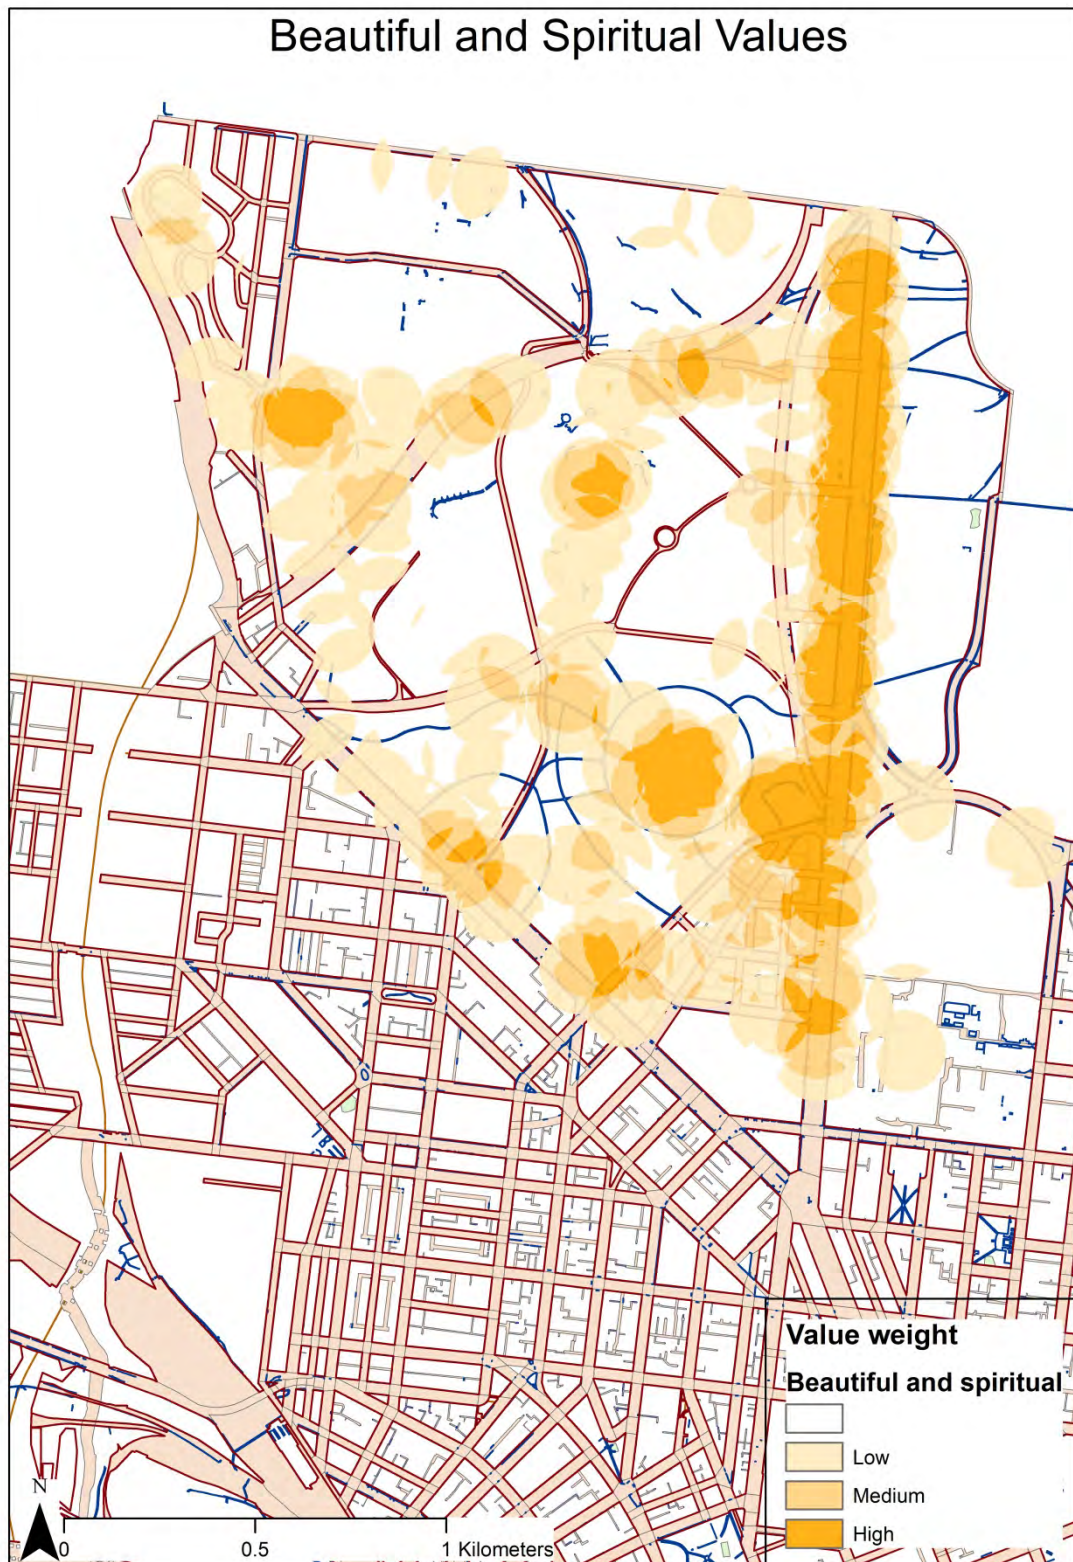 Beautiful and Spiritual Values
Value weight
Beautiful and spiritual
Low
Medium
High
N
0 0.5 1 Kilometers